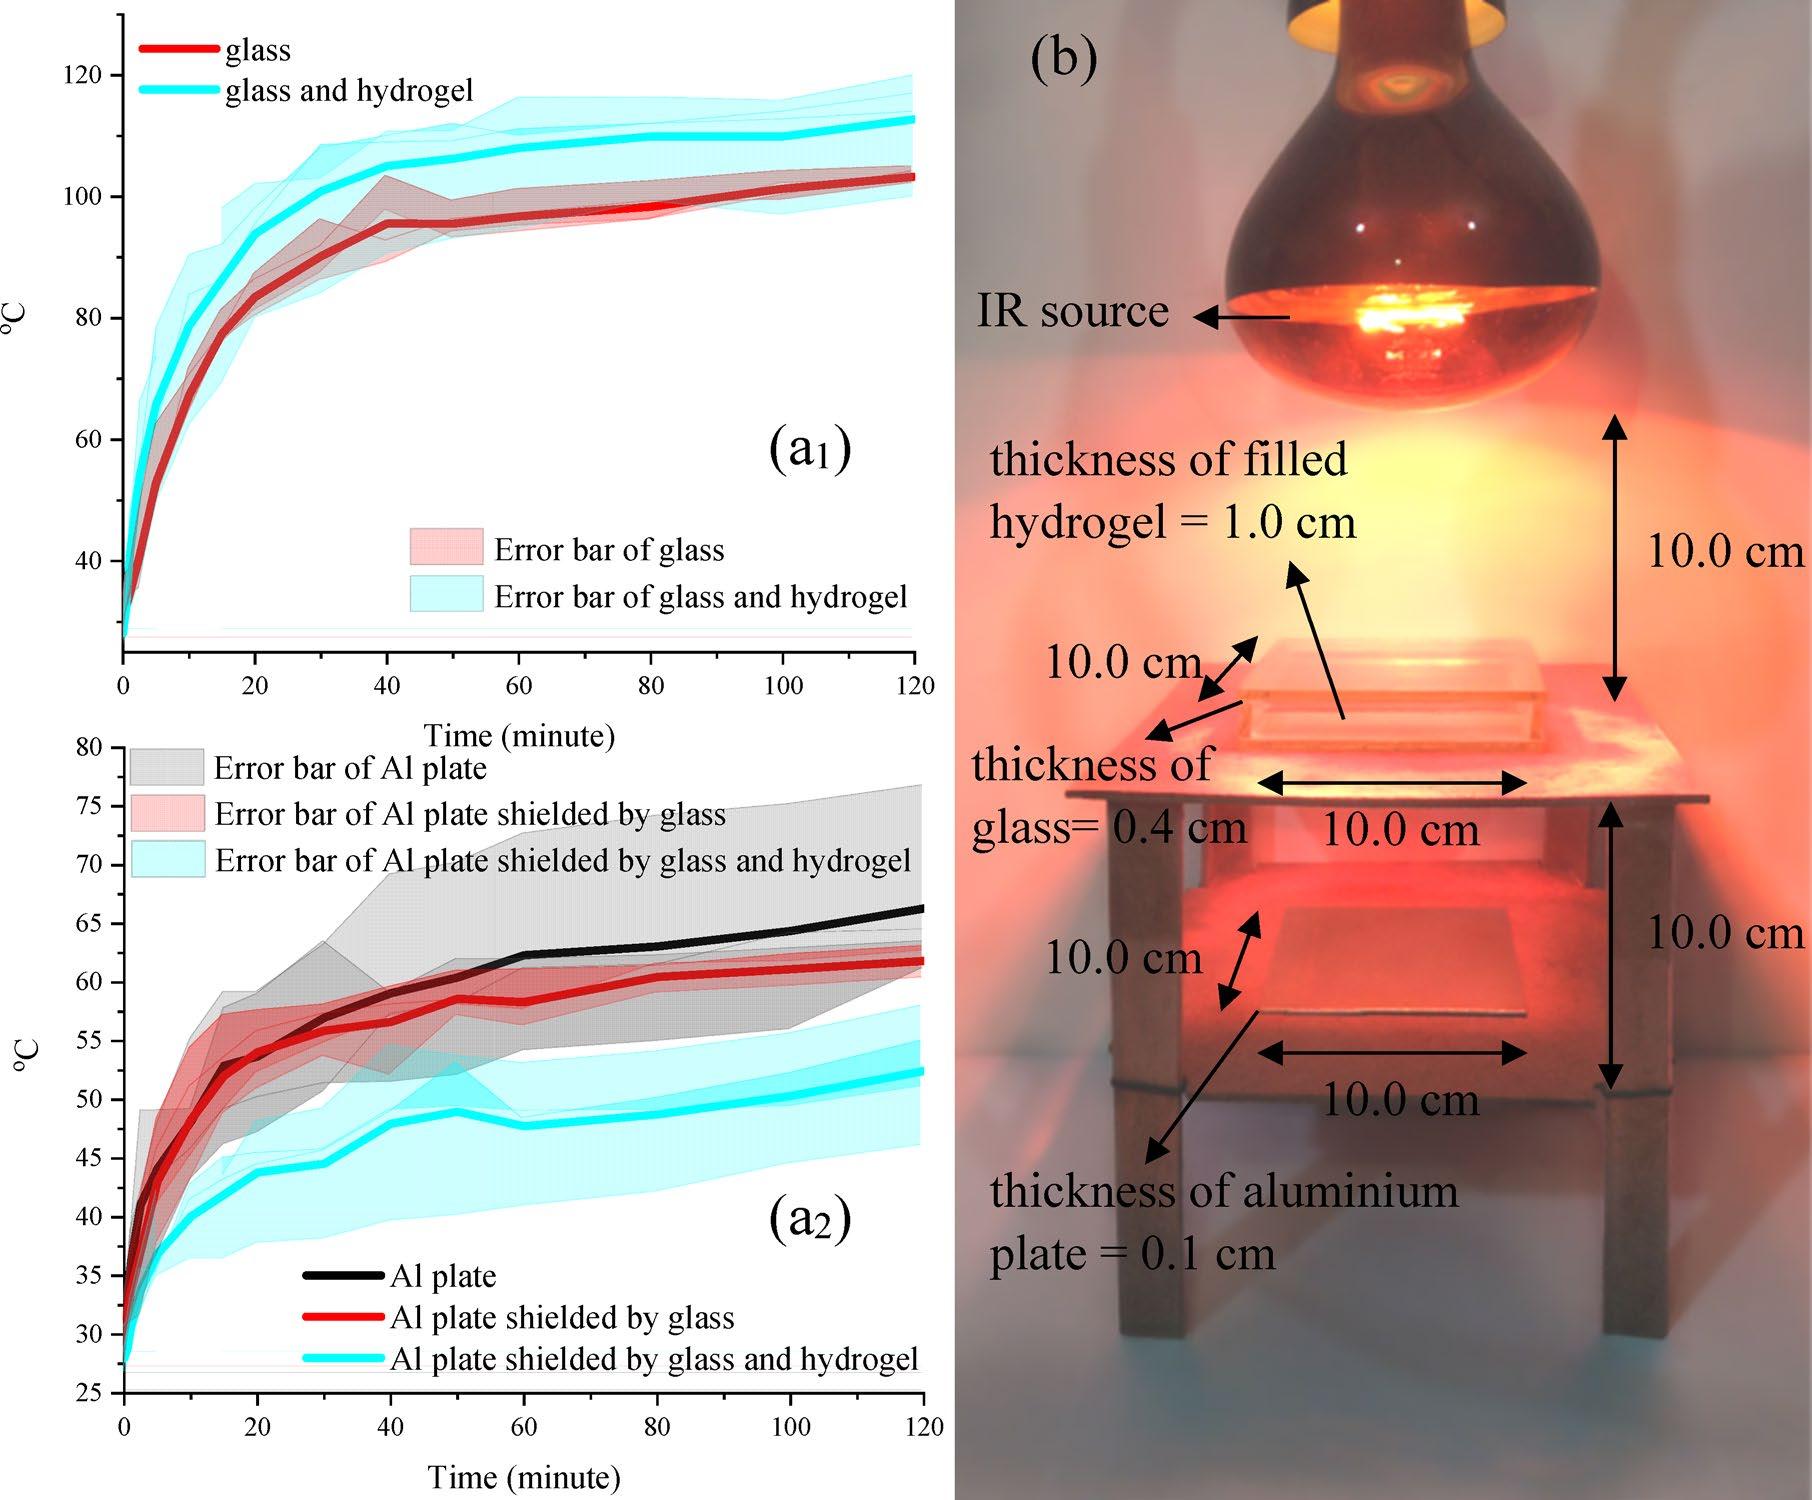 glass
glass and hydrogel
120
100
80
60
40
ºC
(a1)
Error bar of glass
Error bar of glass and hydrogel
0 20 40 60 80 100 120
Time (minute)
80
75
70
65
60
55
50
45
40
35
30
25
ºC
Error bar of Al plate
Error bar of Al plate shielded by glass
Error bar of Al plate shielded by glass and hydrogel
(a2)
Al plate
Al plate shielded by glass
Al plate shielded by glass and hydrogel
0 20 40 60 80 100 120
Time (minute)
(b)
IR source
thickness of filled
hydrogel = 1.0 cm
10.0 cm
10.0 cm
thickness of
glass= 0.4 cm
10.0 cm
10.0 cm
10.0 cm
10.0 cm
thickness of aluminium
plate = 0.1 cm